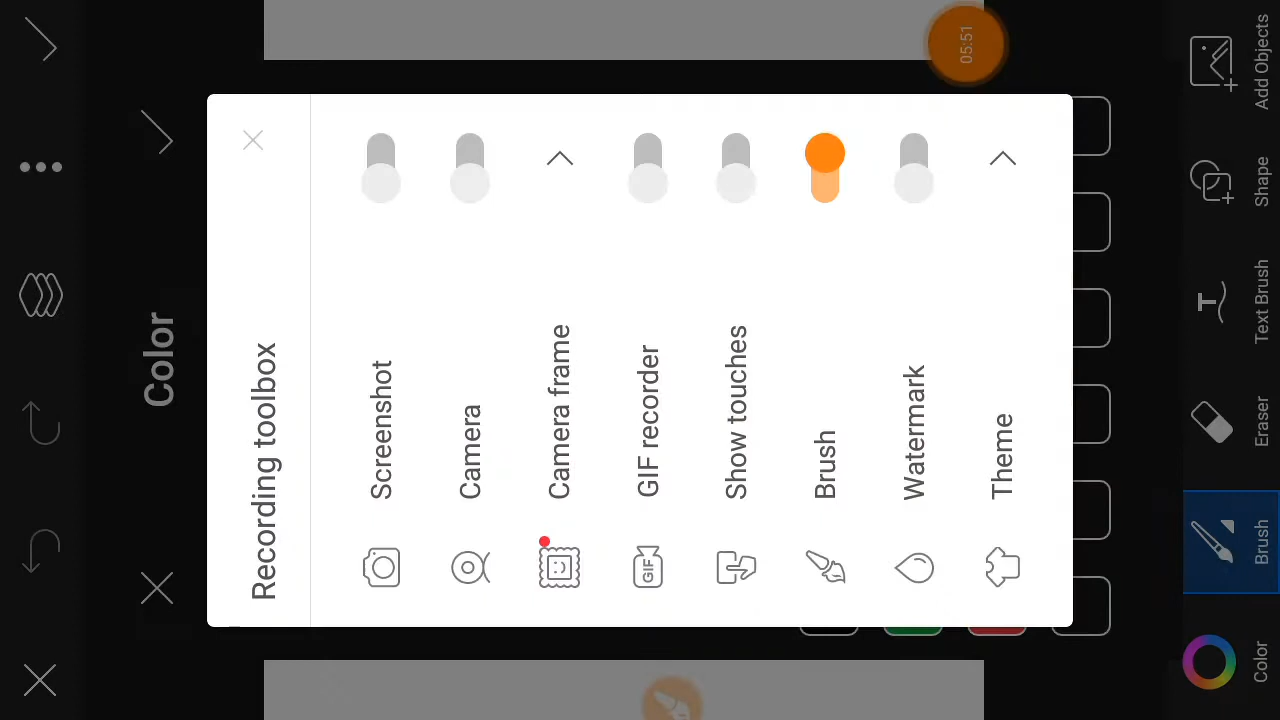 05:51
Recording toolbox
Screenshot
Camera
Camera frame
GIF recorder
GIF
Show touches
Brush
Watermark
Theme
Color
Color
Brush
Eraser
Text Brush
T
Shape
Add Objects